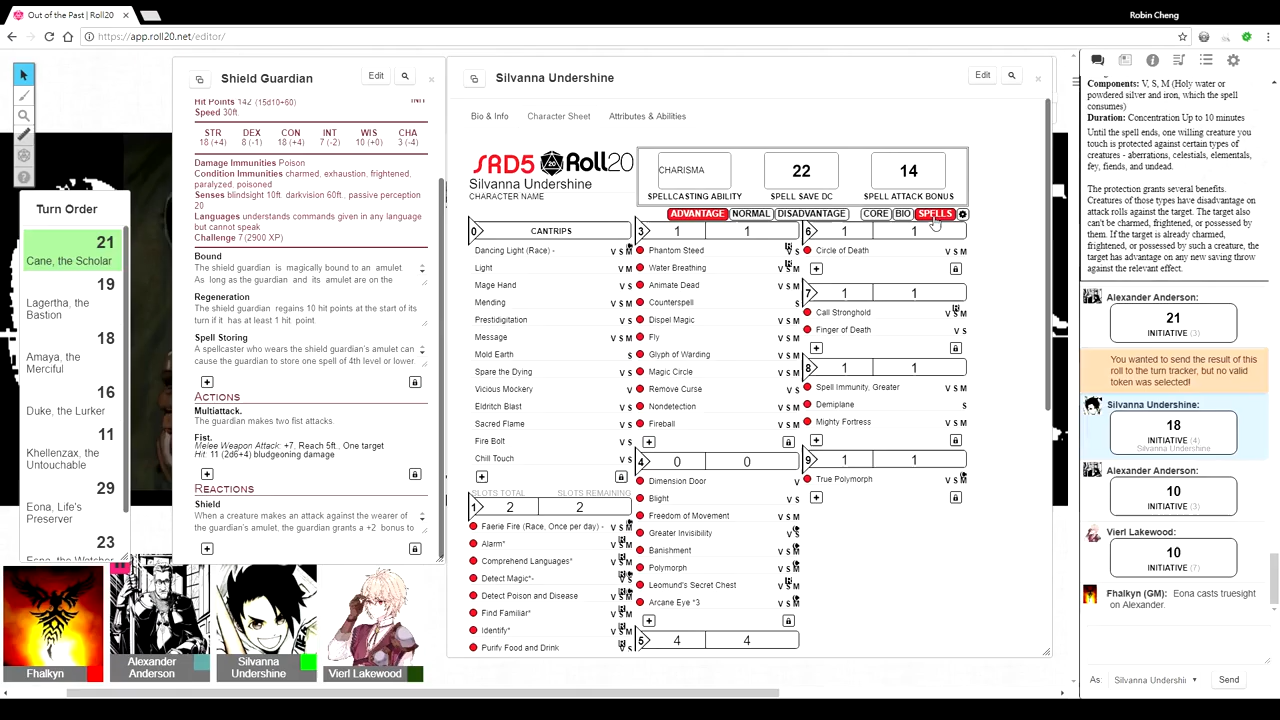 Out of the Past | Roll20
Robin Cheng
https://app.roll20.net/editor/
Turn Order
21
Cane, the Scholar
19
Lagertha, the
Bastion
18
Amaya, the
Merciful
16
Duke, the Lurker
11
Khellenzax, the
Untouchable
29
Eona, Life's
Preserver
23
Eona, the Watcher
Shield Guardian
Edit
Hit Points 142 (15d10+60)
INIT
Speed 30ft.
STR
DEX
CON
INT
WIS
CHA
18 (+4)
8 (-1)
18 (+4)
7 (-2)
10 (+0)
3 (-4)
Damage Immunities Poison
Condition Immunities charmed, exhaustion, frightened,
paralyzed, poisoned
Senses blindsight 10ft, darkvision 60ft., passive perception
20
Languages understands commands given in any language
but cannot speak
Challenge 7 (2900 XP)
Bound
The shield guardian is magically bound to an amulet.
As long as the guardian and its amulet are on the
Regeneration
The shield guardian regains 10 hit points at the start of its
turn if it has at least 1 hit point
Spell Storing
A spellcaster who wears the shield guardian's amulet can
cause the guardian to store one spell of 4th level or lower.
ACTIONS
Multiattack.
The guardian makes two fist attacks.
Fist.
Melee Weapon Attack: +7, Reach 5ft., One target
Hit: 11 (2d6+4) bludgeoning damage
REACTIONS
Shield
When a creature makes an attack against the wearer of
the guardian's amulet, the guardian grants a +2 bonus to
Silvanna Undershine
Edit
Bio & Info
Character Sheet
Attributes & Abilities
SRD5 Roll20
Silvanna Undershine
CHARACTER NAME
CHARISMA
22
14
SPELLCASTING ABILITY
SPELL SAVE DC
SPELL ATTACK BONUS
ADVANTAGE
NORMAL
DISADVANTAGE
CORE
BIO
SPELLS
0
CANTRIPS
Dancing Light (Race) -
V S M
Light
V M
Mage Hand
V S
Mending
V S M
Prestidigitation
V S
Message
V S M
Mold Earth
S
Spare the Dying
V S
Vicious Mockery
V
Eldritch Blast
V S
Sacred Flame
V S
Fire Bolt
V S
Chill Touch
V S
SLOTS TOTAL
SLOTS REMAINING
1
2
2
Faerie Fire (Race, Once per day) -
Alarm*
V S M
Comprehend Languages*
V S M
Detect Magic*-
V S
Detect Poison and Disease
V S M
Find Familiar*
V S M
Identify*
V S M
Purify Food and Drink
V S
3
1
1
Phantom Steed
V S
Water Breathing
V S M
Animate Dead
V S M
Counterspell
S
Dispel Magic
V S
Fly
V S M
Glyph of Warding
V S M
Magic Circle
V S M
Remove Curse
V S
Nondetection
V S M
Fireball
V S M
4
0
0
Dimension Door
V
Blight
V S
Freedom of Movement
V S M
Greater Invisibility
V S
Banishment
V S M
Polymorph
V S M
Leomund's Secret Chest
V S M
Arcane Eye *3
V S M
5
4
4
6
1
1
Circle of Death
V S M
7
1
1
Call Stronghold
V S M
Finger of Death
V S
8
1
1
Spell Immunity, Greater
V S M
Demiplane
S
Mighty Fortress
V S M
9
1
1
True Polymorph
V S M
Components: V, S, M (Holy water or
powdered silver and iron, which the spell
consumes)
Duration: Concentration Up to 10 minutes
Until the spell ends, one willing creature you
touch is protected against certain types of
creatures - aberrations, celestials, elementals,
fey, fiends, and undead.
The protection grants several benefits.
Creatures of those types have disadvantage on
attack rolls against the target. The target also
can't be charmed, frightened, or possessed by
them. If the target is already charmed,
frightened, or possessed by such a creature, the
target has advantage on any new saving throw
against the relevant effect.
Alexander Anderson:
21
INITIATIVE (3)
You wanted to send the result of this
roll to the turn tracker, but no valid
token was selected!
Silvanna Undershine:
18
INITIATIVE (4)
Silvanna Undershine
Alexander Anderson:
10
INITIATIVE (3)
Vierl Lakewood:
10
INITIATIVE (7)
Fhalkyn (GM): Eona casts truesight
on Alexander.
As:
Silvanna Undershi
Send
Fhalkyn
Alexander
Anderson
Silvanna
Undershine
Vierl Lakewood